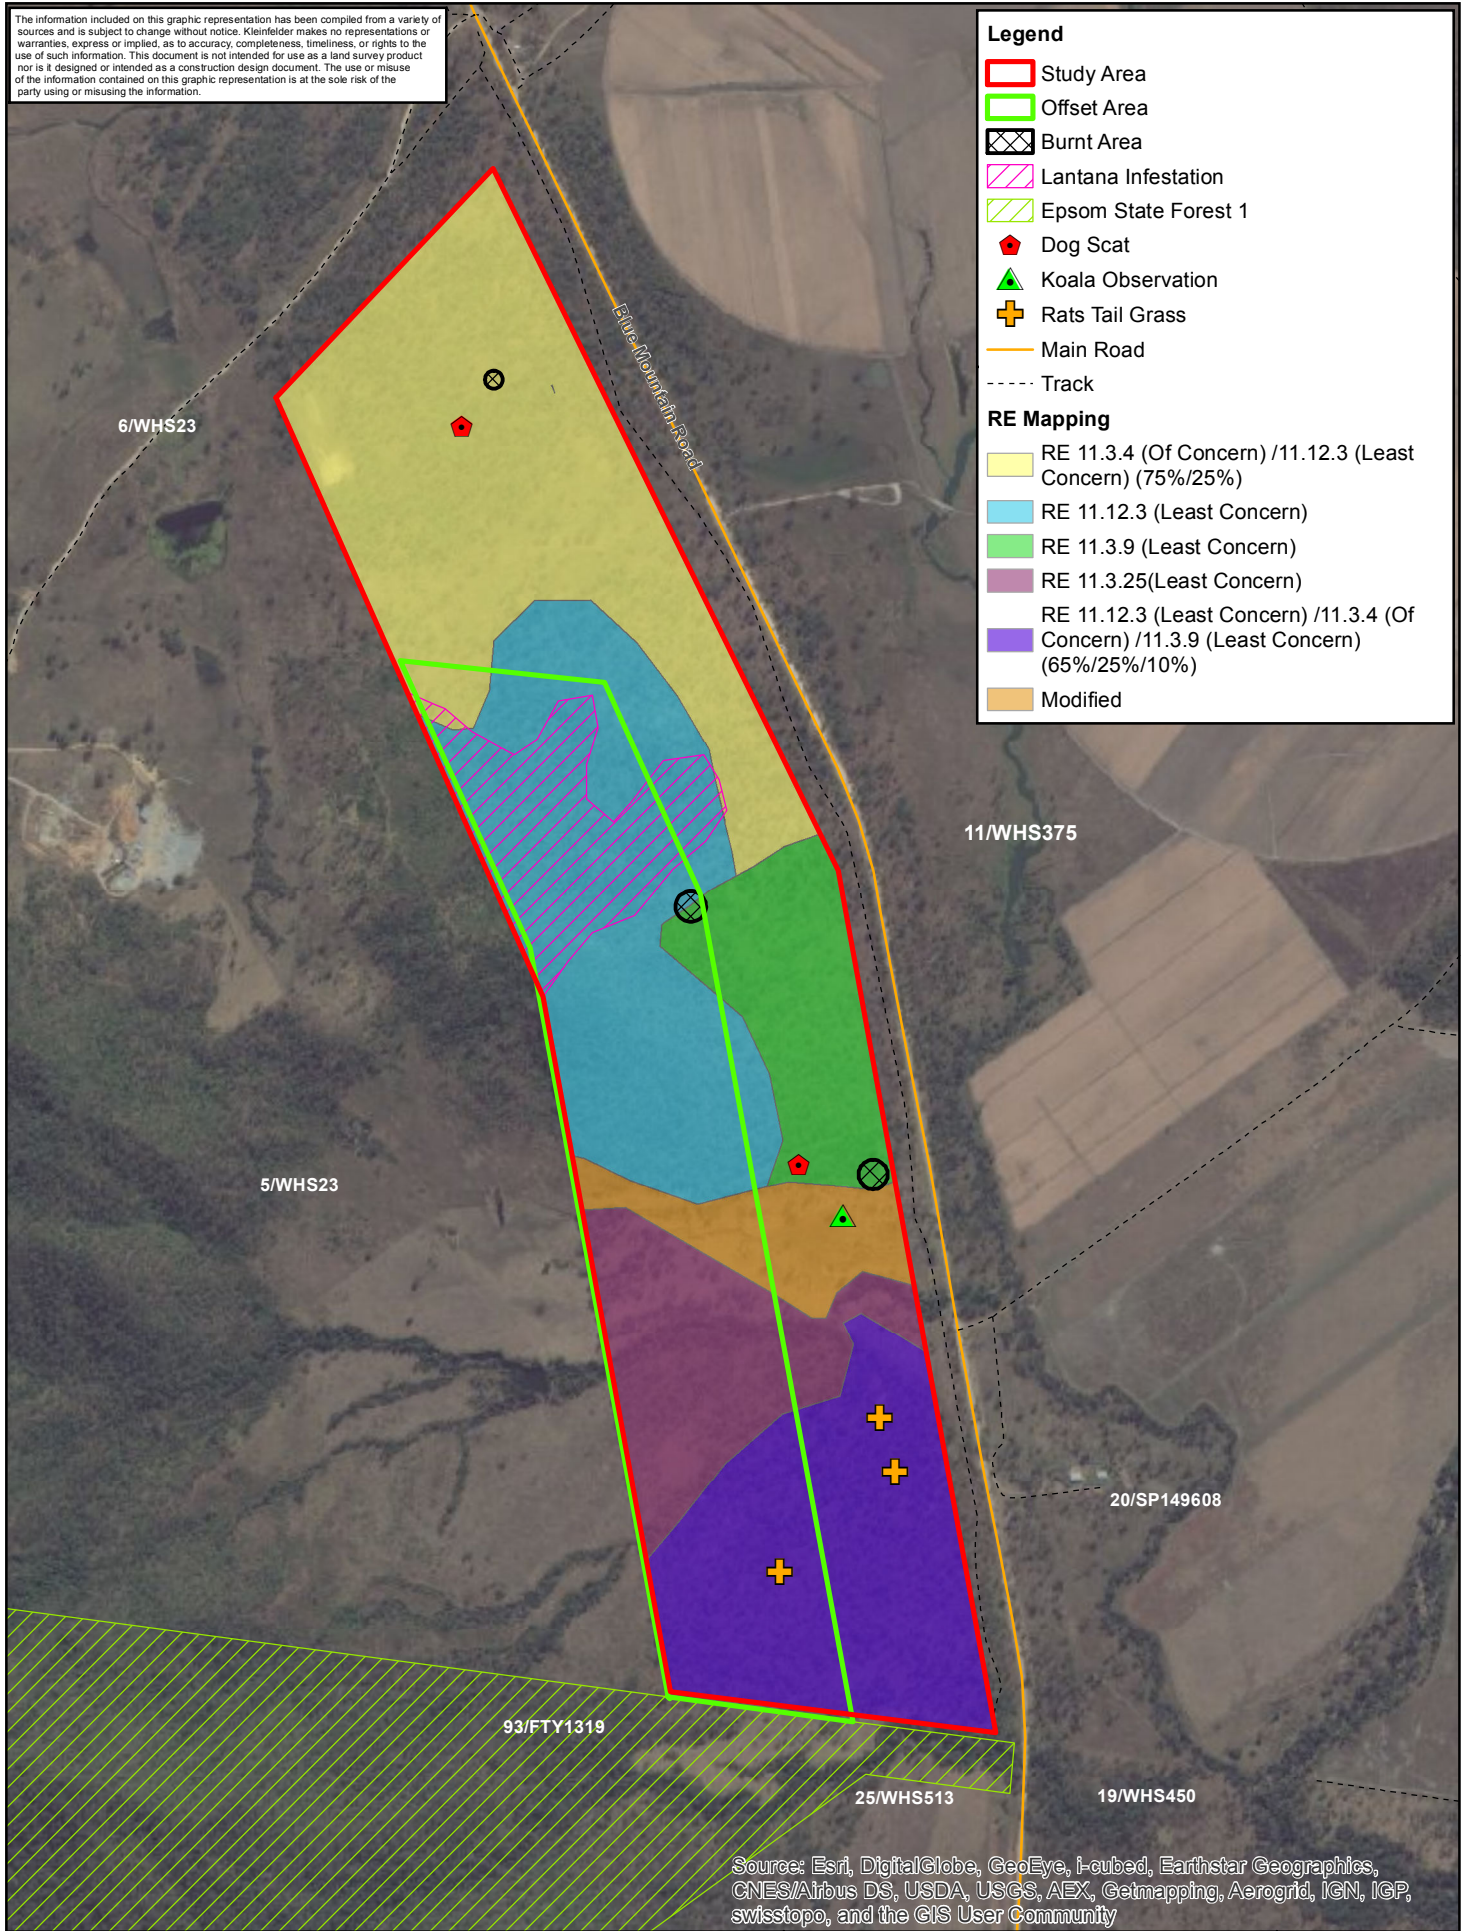 The information included on this graphic representation has been compiled from a variety of
sources and is subject to change without notice. Kleinfelder makes no representations or
warranties, express or implied, as to accuracy, completeness, timeliness, or rights to the
use of such information. This document is not intended for use as a land survey product
nor is it designed or intended as a construction design document. The use or misuse
of the information contained on this graphic representation is at the sole risk of the
party using or misusing the information.
Legend
Study Area
Offset Area
Burnt Area
Lantana Infestation
Epsom State Forest 1
Dog Scat
Koala Observation
Rats Tail Grass
Main Road
Track
RE Mapping
RE 11.3.4 (Of Concern) /11.12.3 (Least
Concern) (75%/25%)
RE 11.12.3 (Least Concern)
RE 11.3.9 (Least Concern)
RE 11.3.25(Least Concern)
RE 11.12.3 (Least Concern) /11.3.4 (Of
Concern) /11.3.9 (Least Concern)
(65%/25%/10%)
Modified
Blue Mountain Road
6/WHS23
11/WHS375
5/WHS23
20/SP149608
93/FTY1319
25/WHS513
19/WHS450
Source: Esri, DigitalGlobe, GeoEye, i-cubed, Earthstar Geographics,
CNES/Airbus DS, USDA, USGS, AEX, Getmapping, Aerogrid, IGN, IGP,
swisstopo, and the GIS User Community